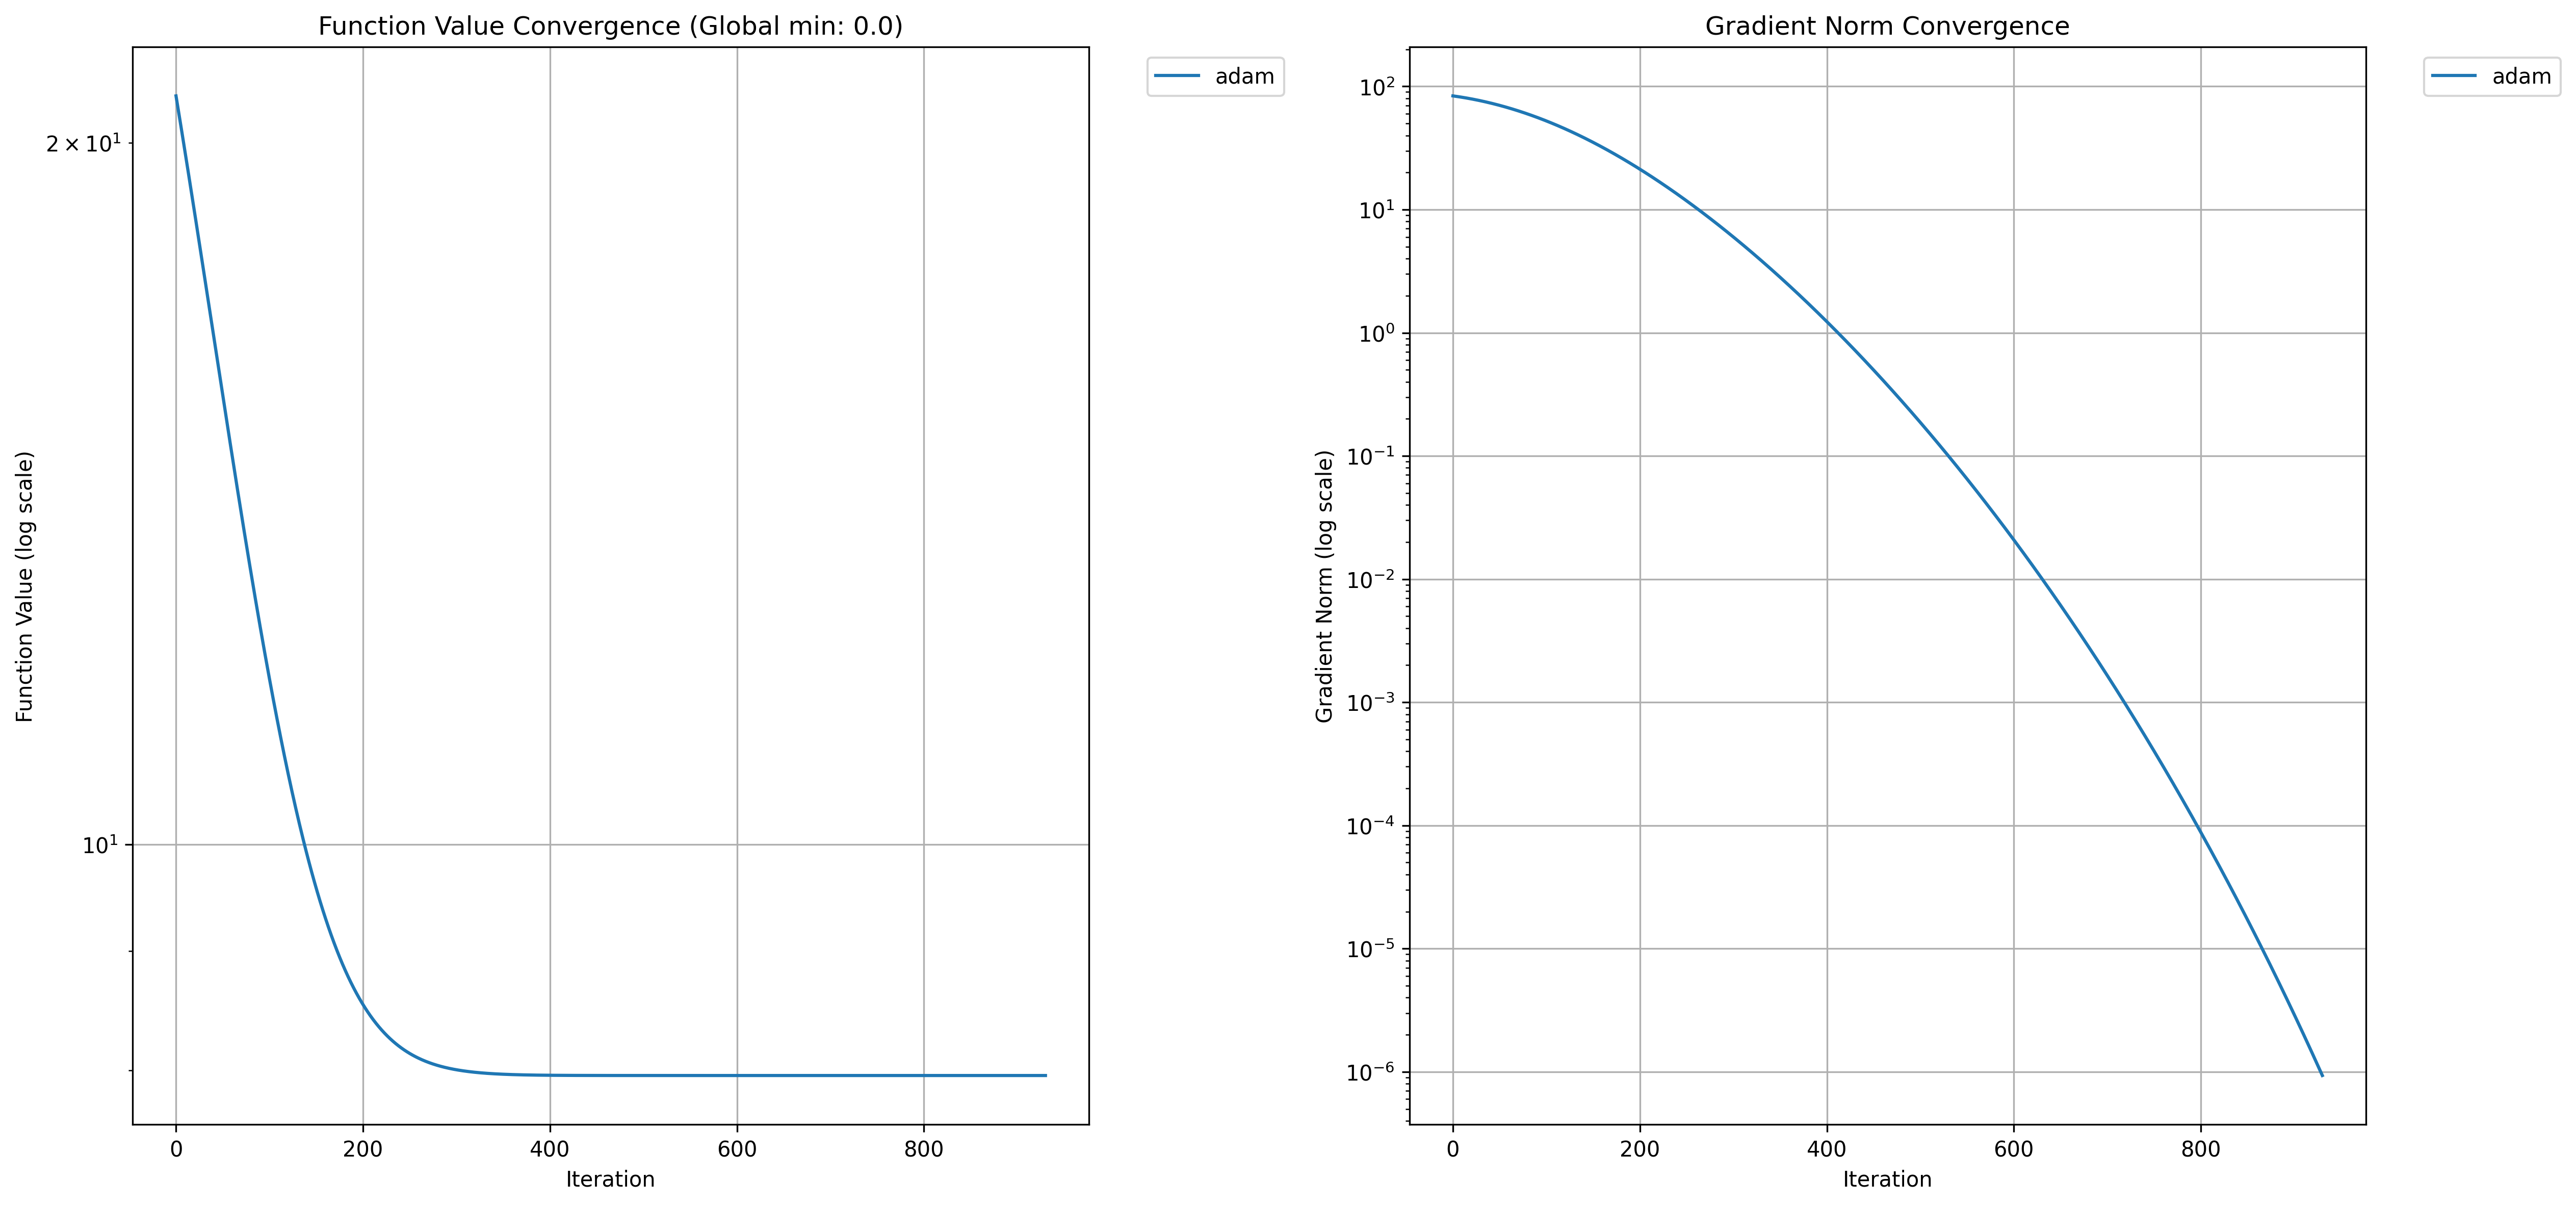 Function Value Convergence (Global min: 0.0)
adam
2 × 10¹
10¹
Function Value (log scale)
0 200 400 600 800
Iteration
Gradient Norm Convergence
adam
10²
10¹
10⁰
10⁻¹
10⁻²
10⁻³
10⁻⁴
10⁻⁵
10⁻⁶
Gradient Norm (log scale)
0 200 400 600 800
Iteration